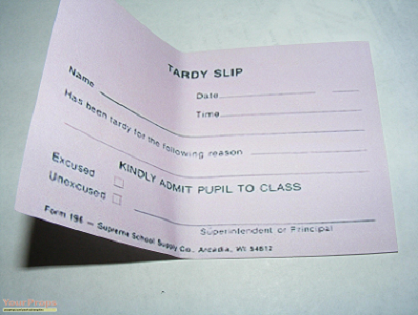 TARDY SLIP
Name
Date
Time
Has been tardy for the following reason
KINDLY ADMIT PUPIL TO CLASS
Excused
Unexcused
Superintendent or Principal
Form 196 — Supreme School Supply Co., Arcadia, WI 54612